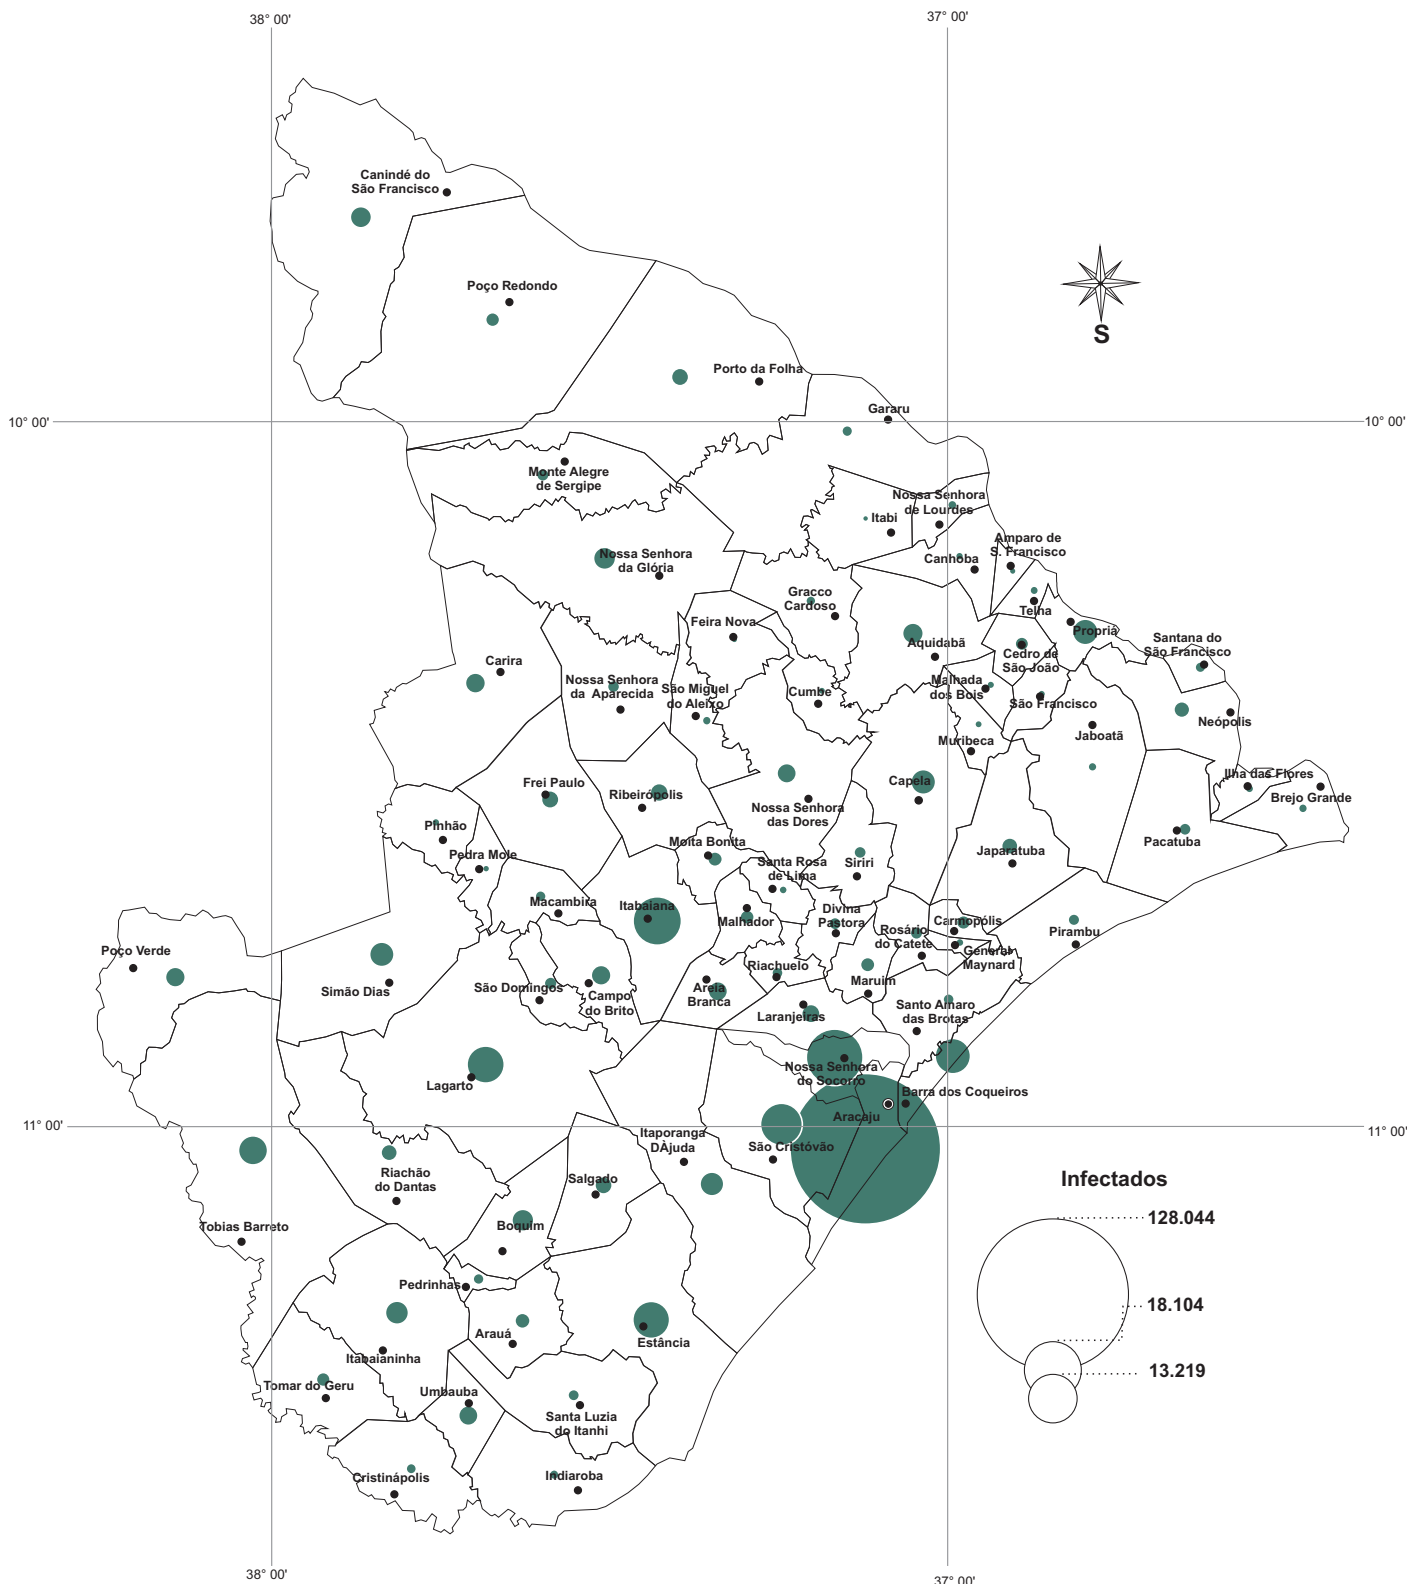 38° 00'
37° 00'
Canindé do
São Francisco
Poço Redondo
S
Porto da Folha
Gararu
10° 00'
10° 00'
Monte Alegre
de Sergipe
Nossa Senhora
de Lourdes
Itabi
Amparo de
S. Francisco
Canhoba
Nossa Senhora
da Glória
Gracco
Cardoso
Telha
Feira Nova
Propriá
Santana do
São Francisco
Aquidabã
Cedro de
São João
Carira
Nossa Senhora
da Aparecida
São Miguel
do Aleixo
Cumbe
Malhada
dos Bois
São Francisco
Neópolis
Jaboatã
Muribeca
Frei Paulo
Ribeirópolis
Capela
Ilha das Flores
Brejo Grande
Nossa Senhora
das Dores
Pinhão
Moita Bonita
Pacatuba
Pedra Mole
Santa Rosa
de Lima
Siriri
Japaratuba
Macambira
Itabaiana
Malhador
Divina
Pastora
Carmopólis
Rosário
do Catete
Pirambu
Poço Verde
General
Maynard
Riachuelo
Simão Dias
São Domingos
Campo
do Brito
Areia
Branca
Maruim
Laranjeiras
Santo Amaro
das Brotas
Nossa Senhora
do Socorro
Lagarto
Barra dos Coqueiros
Aracaju
11° 00'
11° 00'
Itaporanga
DÀjuda
São Cristóvão
Riachão
do Dantas
Salgado
Infectados
128.044
Tobias Barreto
Boquim
Pedrinhas
18.104
Arauá
Estância
Itabaianinha
13.219
Tomar do Geru
Umbauba
Santa Luzia
do Itanhi
Cristinápolis
Indiaroba
38° 00'
37° 00'